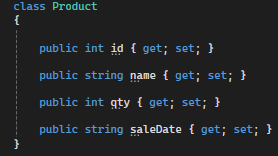 class Product
{
public int id { get; set; }
public string name { get; set; }
public int qty { get; set; }
public string saleDate { get; set; }
}